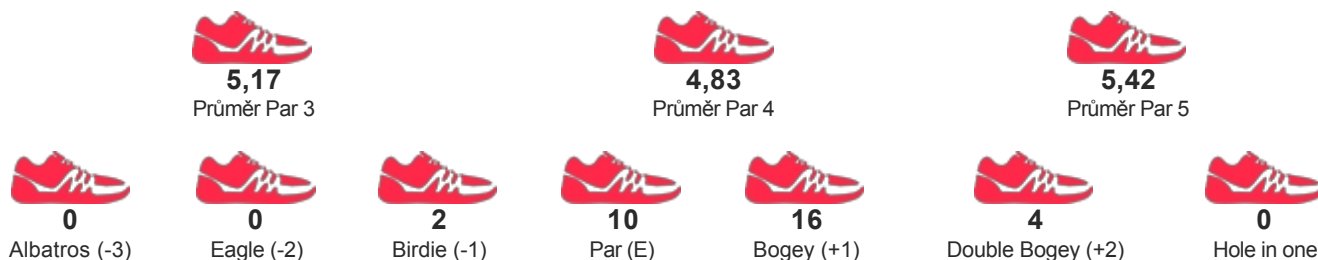 5,17 4,83 5,42
Průměr Par 3 Průměr Par 4 Průměr Par 5
0 0 2 10 16 4 0
Albatros (-3) Eagle (-2) Birdie (-1) Par (E) Bogey (+1) Double Bogey (+2) Hole in one